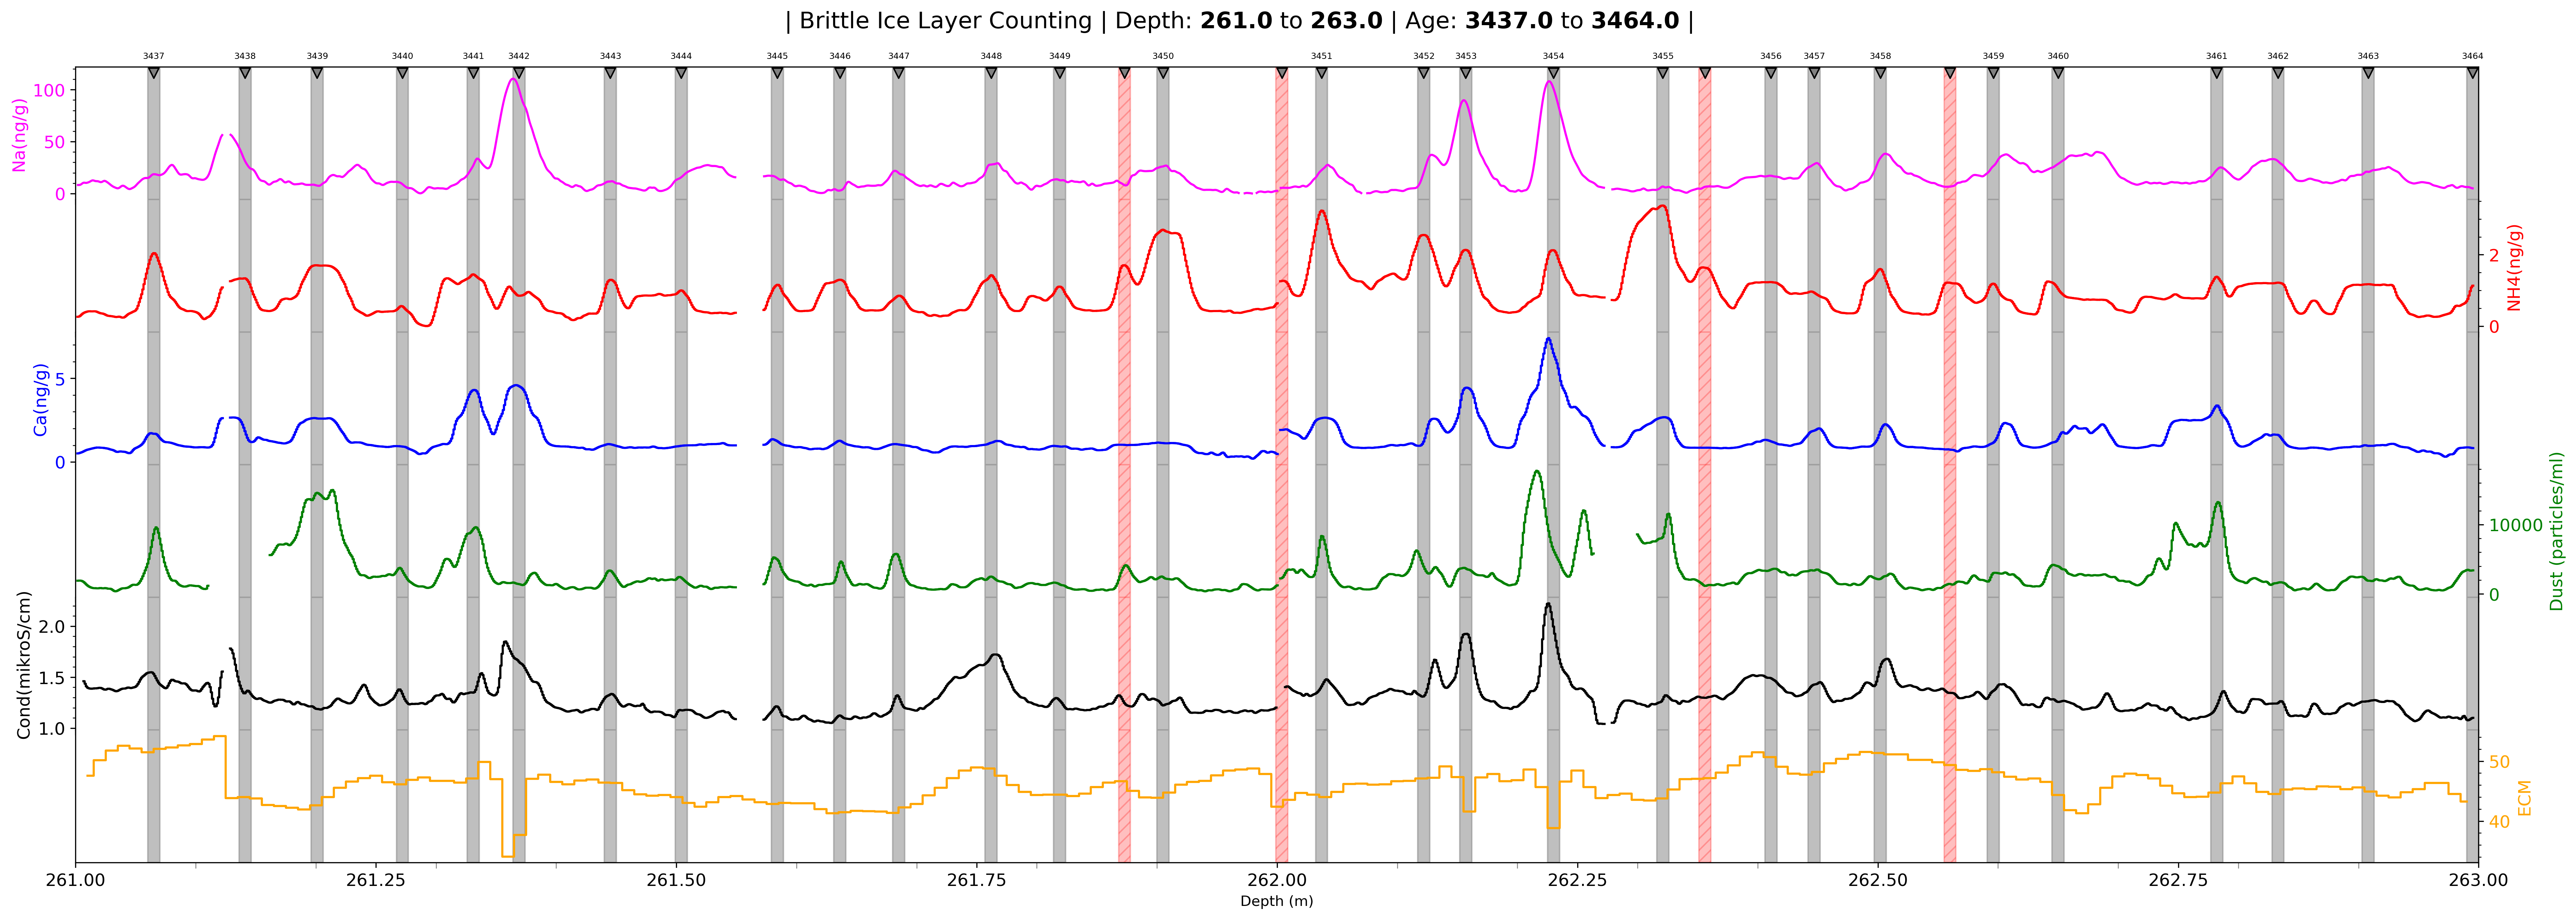 | Brittle Ice Layer Counting | Depth: 261.0 to 263.0 | Age: 3437.0 to 3464.0 |
3437 3438 3439 3440 3441 3442 3443 3444 3445 3446 3447 3448 3449 3450 3451 3452 3453 3454 3455 3456 3457 3458 3459 3460 3461 3462 3463 3464
Na(ng/g)
100
50
0
NH4(ng/g)
2
0
Ca(ng/g)
5
0
Dust (particles/ml)
10000
0
Cond(mikroS/cm)
2.0
1.5
1.0
ECM
50
40
261.00 261.25 261.50 261.75 262.00 262.25 262.50 262.75 263.00
Depth (m)